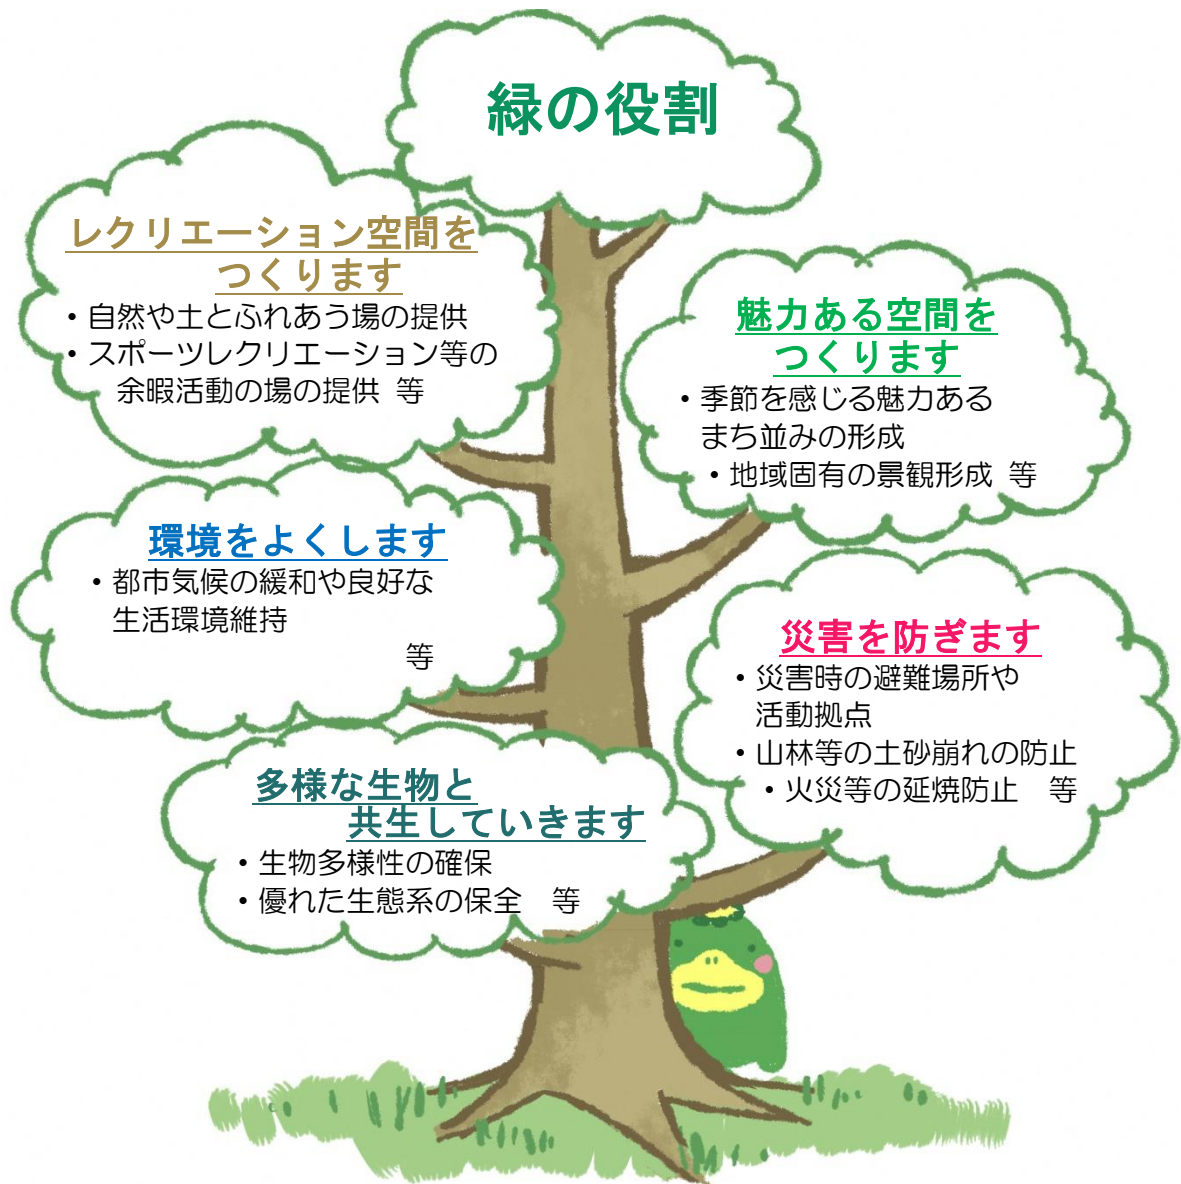 緑の役割
レクリエーション空間を
つくります
・自然や土とふれあう場の提供
・スポーツレクリエーション等の
余暇活動の場の提供 等
魅力ある空間を
つくります
・季節を感じる魅力ある
まち並みの形成
・地域固有の景観形成 等
環境をよくします
・都市気候の緩和や良好な
生活環境維持
等
災害を防ぎます
・災害時の避難場所や
活動拠点
・山林等の土砂崩れの防止
・火災等の延焼防止　等
多様な生物と
共生していきます
・生物多様性の確保
・優れた生態系の保全　等